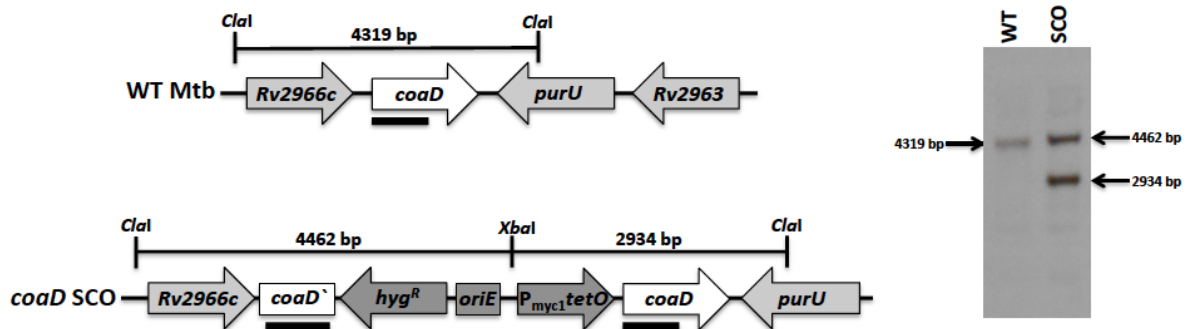 ClaI ClaI
4319 bp
WT Mtb Rv2966c coaD purU Rv2963
ClaI XbaI ClaI
4462 bp 2934 bp
coaD SCO Rv2966c coaD` hygR oriE Pmyc1tetO coaD purU
WT SCO
4319 bp 4462 bp
2934 bp